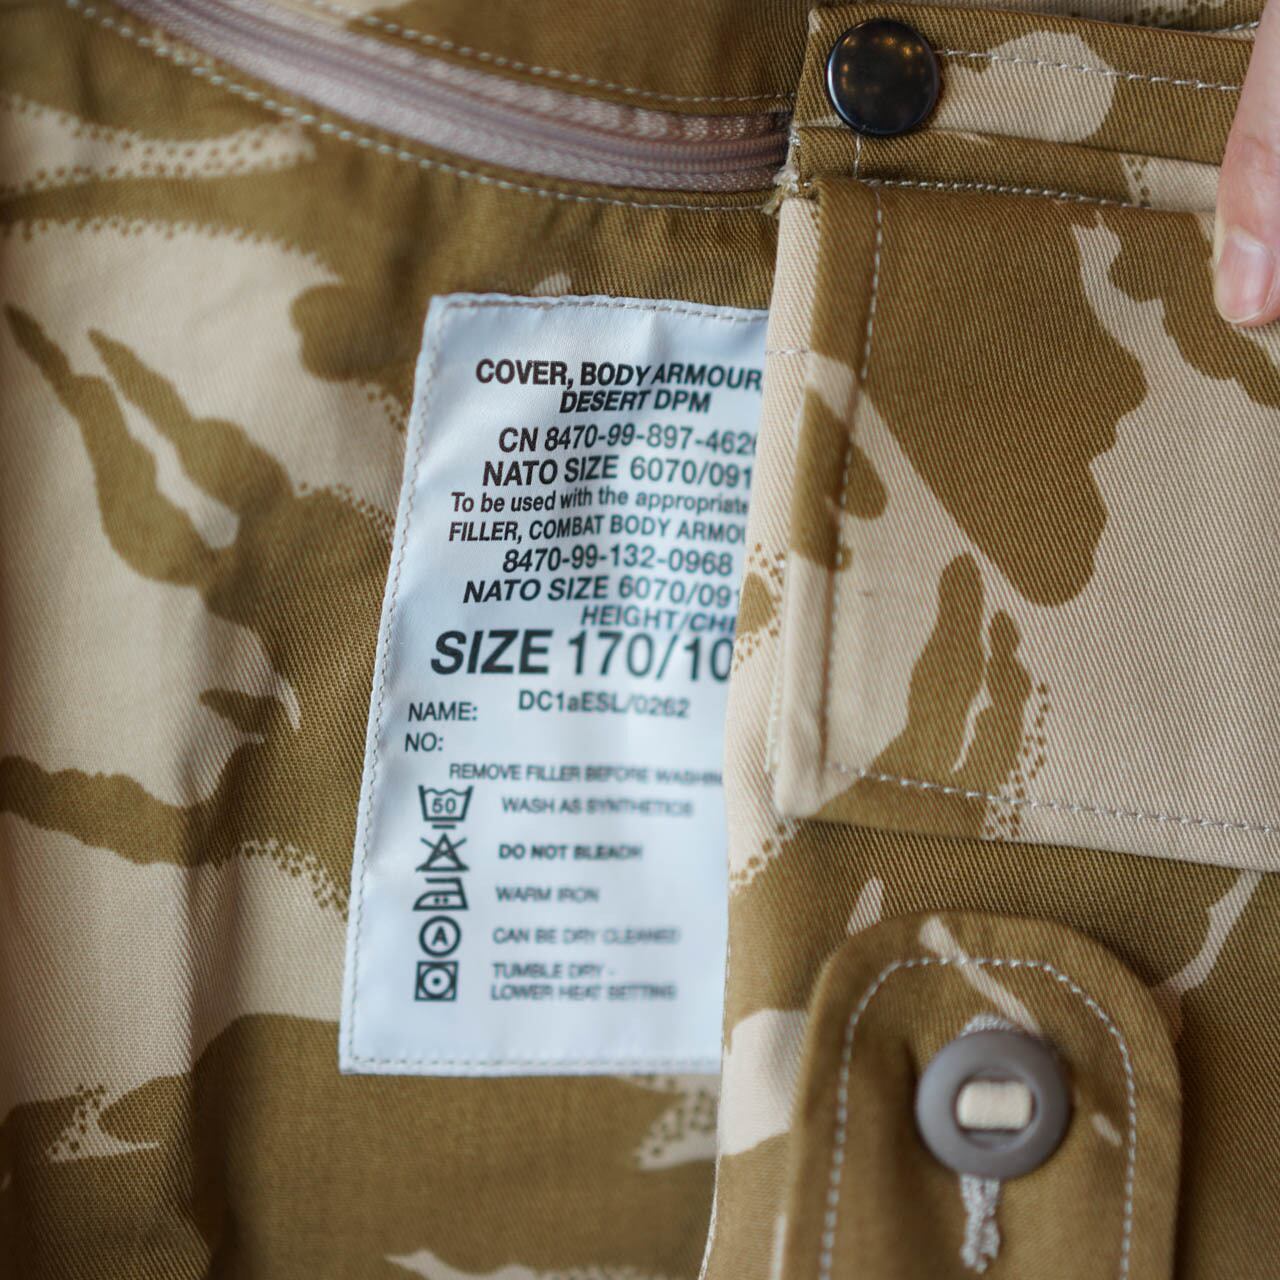 COVER, BODY ARMOUR,
DESERT DPM
CN 8470-99-897-462
NATO SIZE 6070/091
To be used with the appropriate
FILLER, COMBAT BODY ARMOU
8470-99-132-0968
NATO SIZE 6070/091
HEIGHT/CHE
SIZE 170/10
DC1aESL/0262
NAME:
NO:
REMOVE FILLER BEFORE WASHIN
50 WASH AS SYNTHETICS
DO NOT BLEACH
WARM IRON
A CAN BE DRY CLEANED
TUMBLE DRY -
LOWER HEAT SETTING